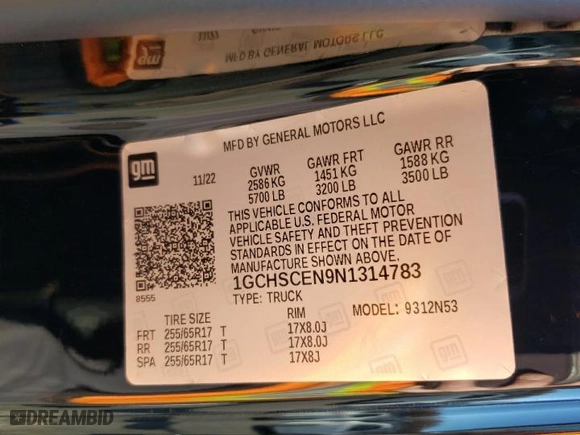 MFD BY GENERAL MOTORS LLC
11/22
MFD BY GENERAL MOTORS LLC
gm
11/22
GVWR GAWR FRT GAWR RR
2586 KG 1451 KG 1588 KG
5700 LB 3200 LB 3500 LB
THIS VEHICLE CONFORMS TO ALL
APPLICABLE U.S. FEDERAL MOTOR
VEHICLE SAFETY AND THEFT PREVENTION
STANDARDS IN EFFECT ON THE DATE OF
MANUFACTURE SHOWN ABOVE.
8555
1GCHSCEN9N1314783
TYPE: TRUCK MODEL: 9312N53
TIRE SIZE RIM
FRT 255/65R17 T 17X8.0J
RR 255/65R17 T 17X8.0J
SPA 255/65R17 T 17X8J
gm
DREAMBID